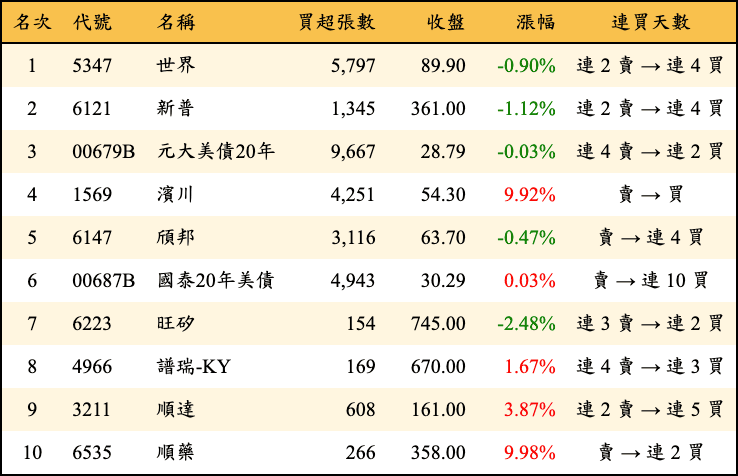 名次 代號 名稱 買超張數 收盤 漲幅 連買天數
1 5347 世界 5,797 89.90 -0.90% 連 2 賣 → 連 4 買
2 6121 新普 1,345 361.00 -1.12% 連 2 賣 → 連 4 買
3 00679B 元大美債20年 9,667 28.79 -0.03% 連 4 賣 → 連 2 買
4 1569 濱川 4,251 54.30 9.92% 賣 → 買
5 6147 頎邦 3,116 63.70 -0.47% 賣 → 連 4 買
6 00687B 國泰20年美債 4,943 30.29 0.03% 賣 → 連 10 買
7 6223 旺矽 154 745.00 -2.48% 連 3 賣 → 連 2 買
8 4966 譜瑞-KY 169 670.00 1.67% 連 4 賣 → 連 3 買
9 3211 順達 608 161.00 3.87% 連 2 賣 → 連 5 買
10 6535 順藥 266 358.00 9.98% 賣 → 連 2 買